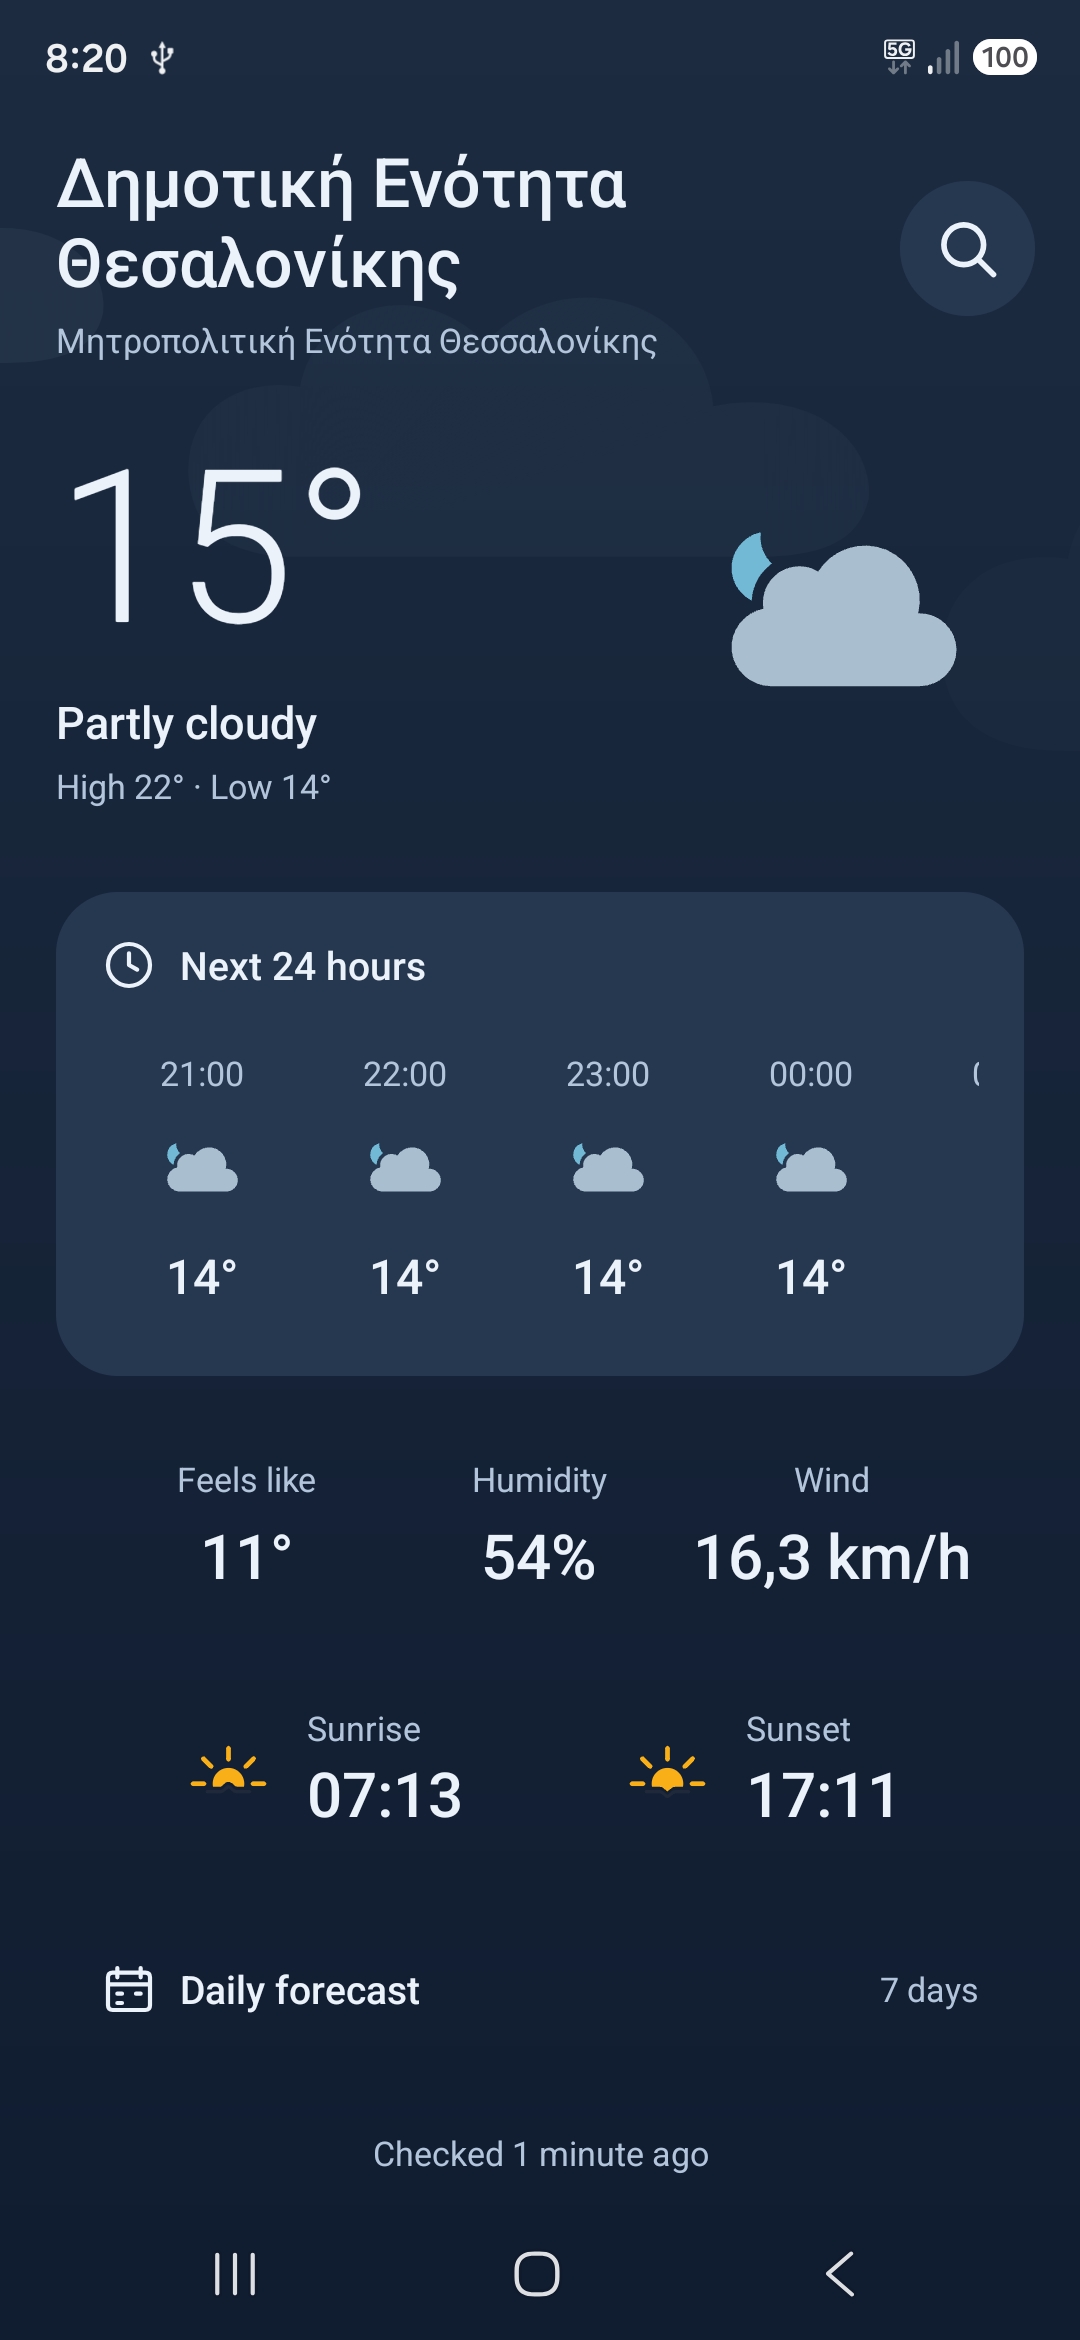 8:20
5G
100
Δημοτική Ενότητα
Θεσαλονίκης
Μητροπολιτική Ενότητα Θεσσαλονίκης
15°
Partly cloudy
High 22° · Low 14°
Next 24 hours
21:00 22:00 23:00 00:00
14° 14° 14° 14°
Feels like Humidity Wind
11° 54% 16,3 km/h
Sunrise Sunset
07:13 17:11
Daily forecast 7 days
Checked 1 minute ago